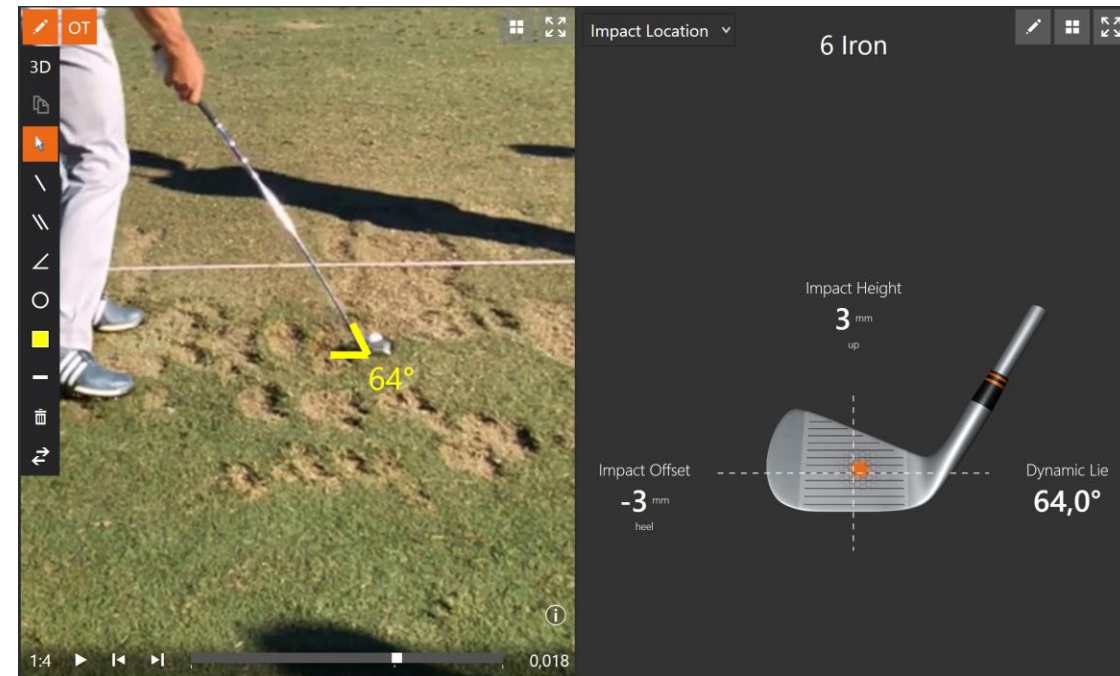 OT
3D
64°
1:4
0,018
Impact Location
6 Iron
Impact Height
3 mm
up
Impact Offset
-3 mm
heel
Dynamic Lie
64,0°